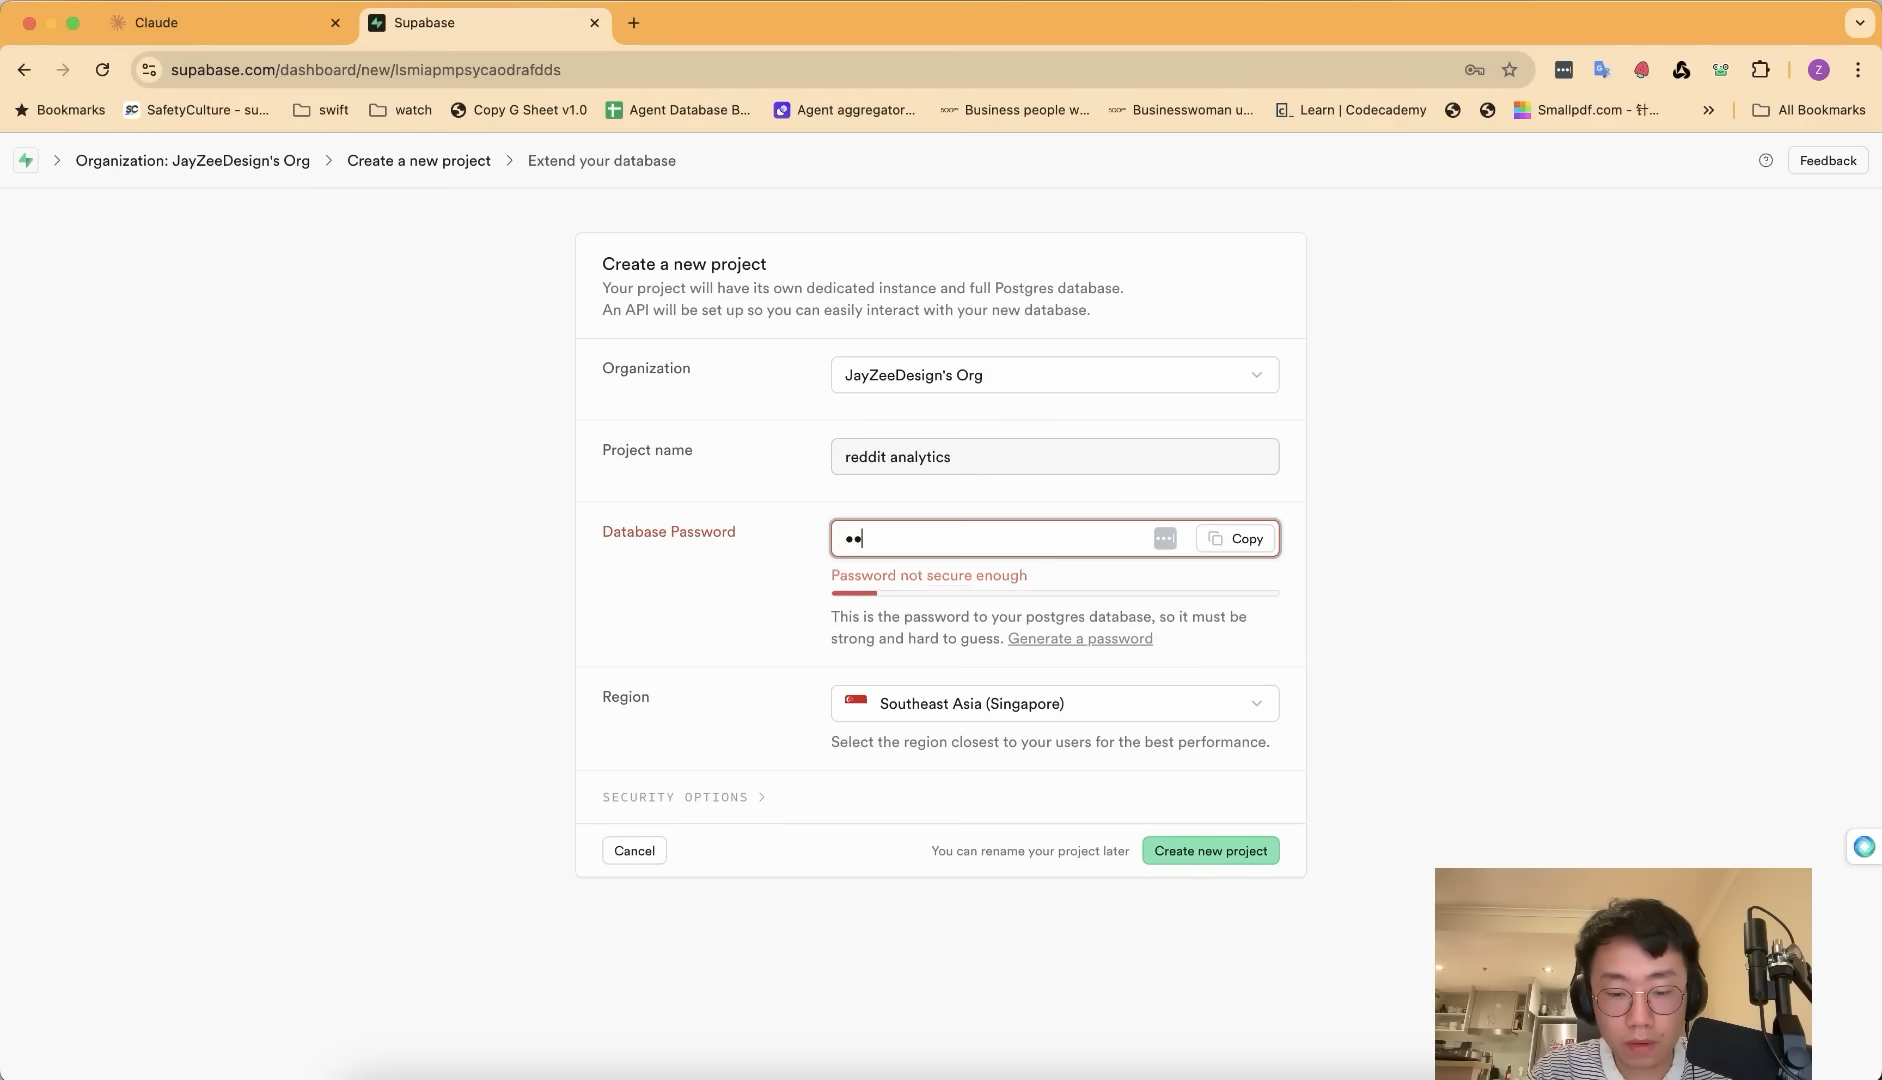 Claude
Supabase
supabase.com/dashboard/new/lsmiapmpsycaodrafdds
Z
Bookmarks
SafetyCulture - su...
swift
watch
Copy G Sheet v1.0
Agent Database B...
Agent aggregator...
Business people w...
Businesswoman u...
Learn | Codecademy
Smallpdf.com - 针...
All Bookmarks
Organization: JayZeeDesign's Org
Create a new project
Extend your database
Feedback
Create a new project
Your project will have its own dedicated instance and full Postgres database.
An API will be set up so you can easily interact with your new database.
Organization
JayZeeDesign's Org
Project name
reddit analytics
Database Password
Copy
Password not secure enough
This is the password to your postgres database, so it must be
strong and hard to guess. Generate a password
Region
Southeast Asia (Singapore)
Select the region closest to your users for the best performance.
SECURITY OPTIONS
Cancel
You can rename your project later
Create new project